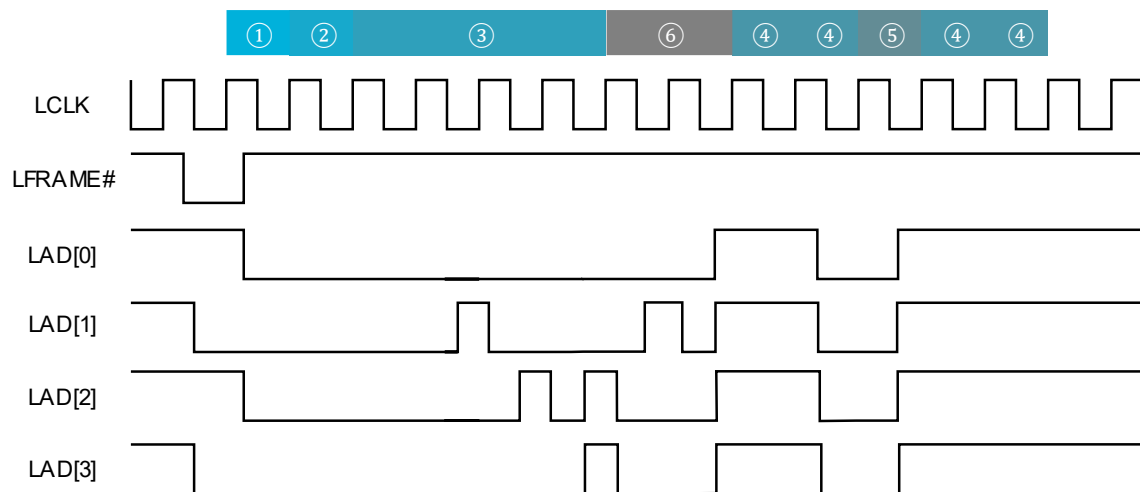 ① ② ③ ⑥ ④ ④ ⑤ ④ ④
LCLK
LFRAME#
LAD[0]
LAD[1]
LAD[2]
LAD[3]